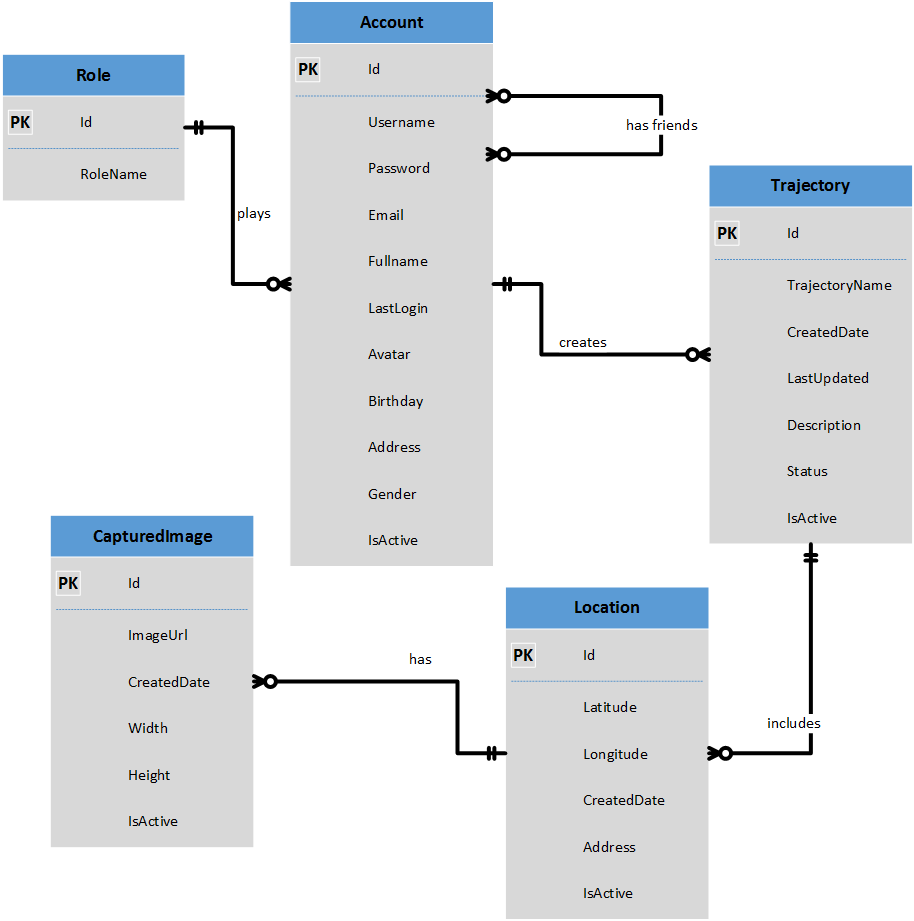 Account
PK Id
Username
Password
Email
Fullname
LastLogin
Avatar
Birthday
Address
Gender
IsActive
Role
PK Id
RoleName
plays
has friends
creates
Trajectory
PK Id
TrajectoryName
CreatedDate
LastUpdated
Description
Status
IsActive
CapturedImage
PK Id
ImageUrl
CreatedDate
Width
Height
IsActive
has
Location
PK Id
Latitude
Longitude
CreatedDate
Address
IsActive
includes